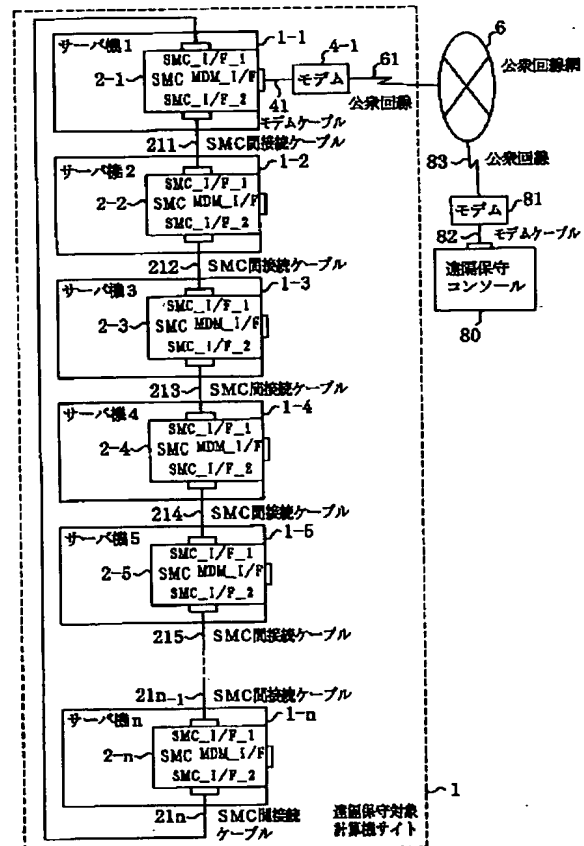 サーバ機1
1-1
2-1
SMC_I/F_1
SMC MDM_I/F
SMC_I/F_2
41
モデムケーブル
4-1
モデム
61
公衆回線
6
公衆回線網
83
公衆回線
モデム
81
82
モデムケーブル
遠隔保守
コンソール
80
211
SMC間接続ケーブル
サーバ機2
1-2
2-2
SMC_I/F_1
SMC MDM_I/F
SMC_I/F_2
212
SMC間接続ケーブル
サーバ機3
1-3
2-3
SMC_I/F_1
SMC MDM_I/F
SMC_I/F_2
213
SMC間接続ケーブル
サーバ機4
1-4
2-4
SMC_I/F_1
SMC MDM_I/F
SMC_I/F_2
214
SMC間接続ケーブル
サーバ機5
1-5
2-5
SMC_I/F_1
SMC MDM_I/F
SMC_I/F_2
215
SMC間接続ケーブル
21n-1
SMC間接続ケーブル
サーバ機n
1-n
2-n
SMC_I/F_1
SMC MDM_I/F
SMC_I/F_2
21n
SMC間接続
ケーブル
遠隔保守対象
計算機サイト
1